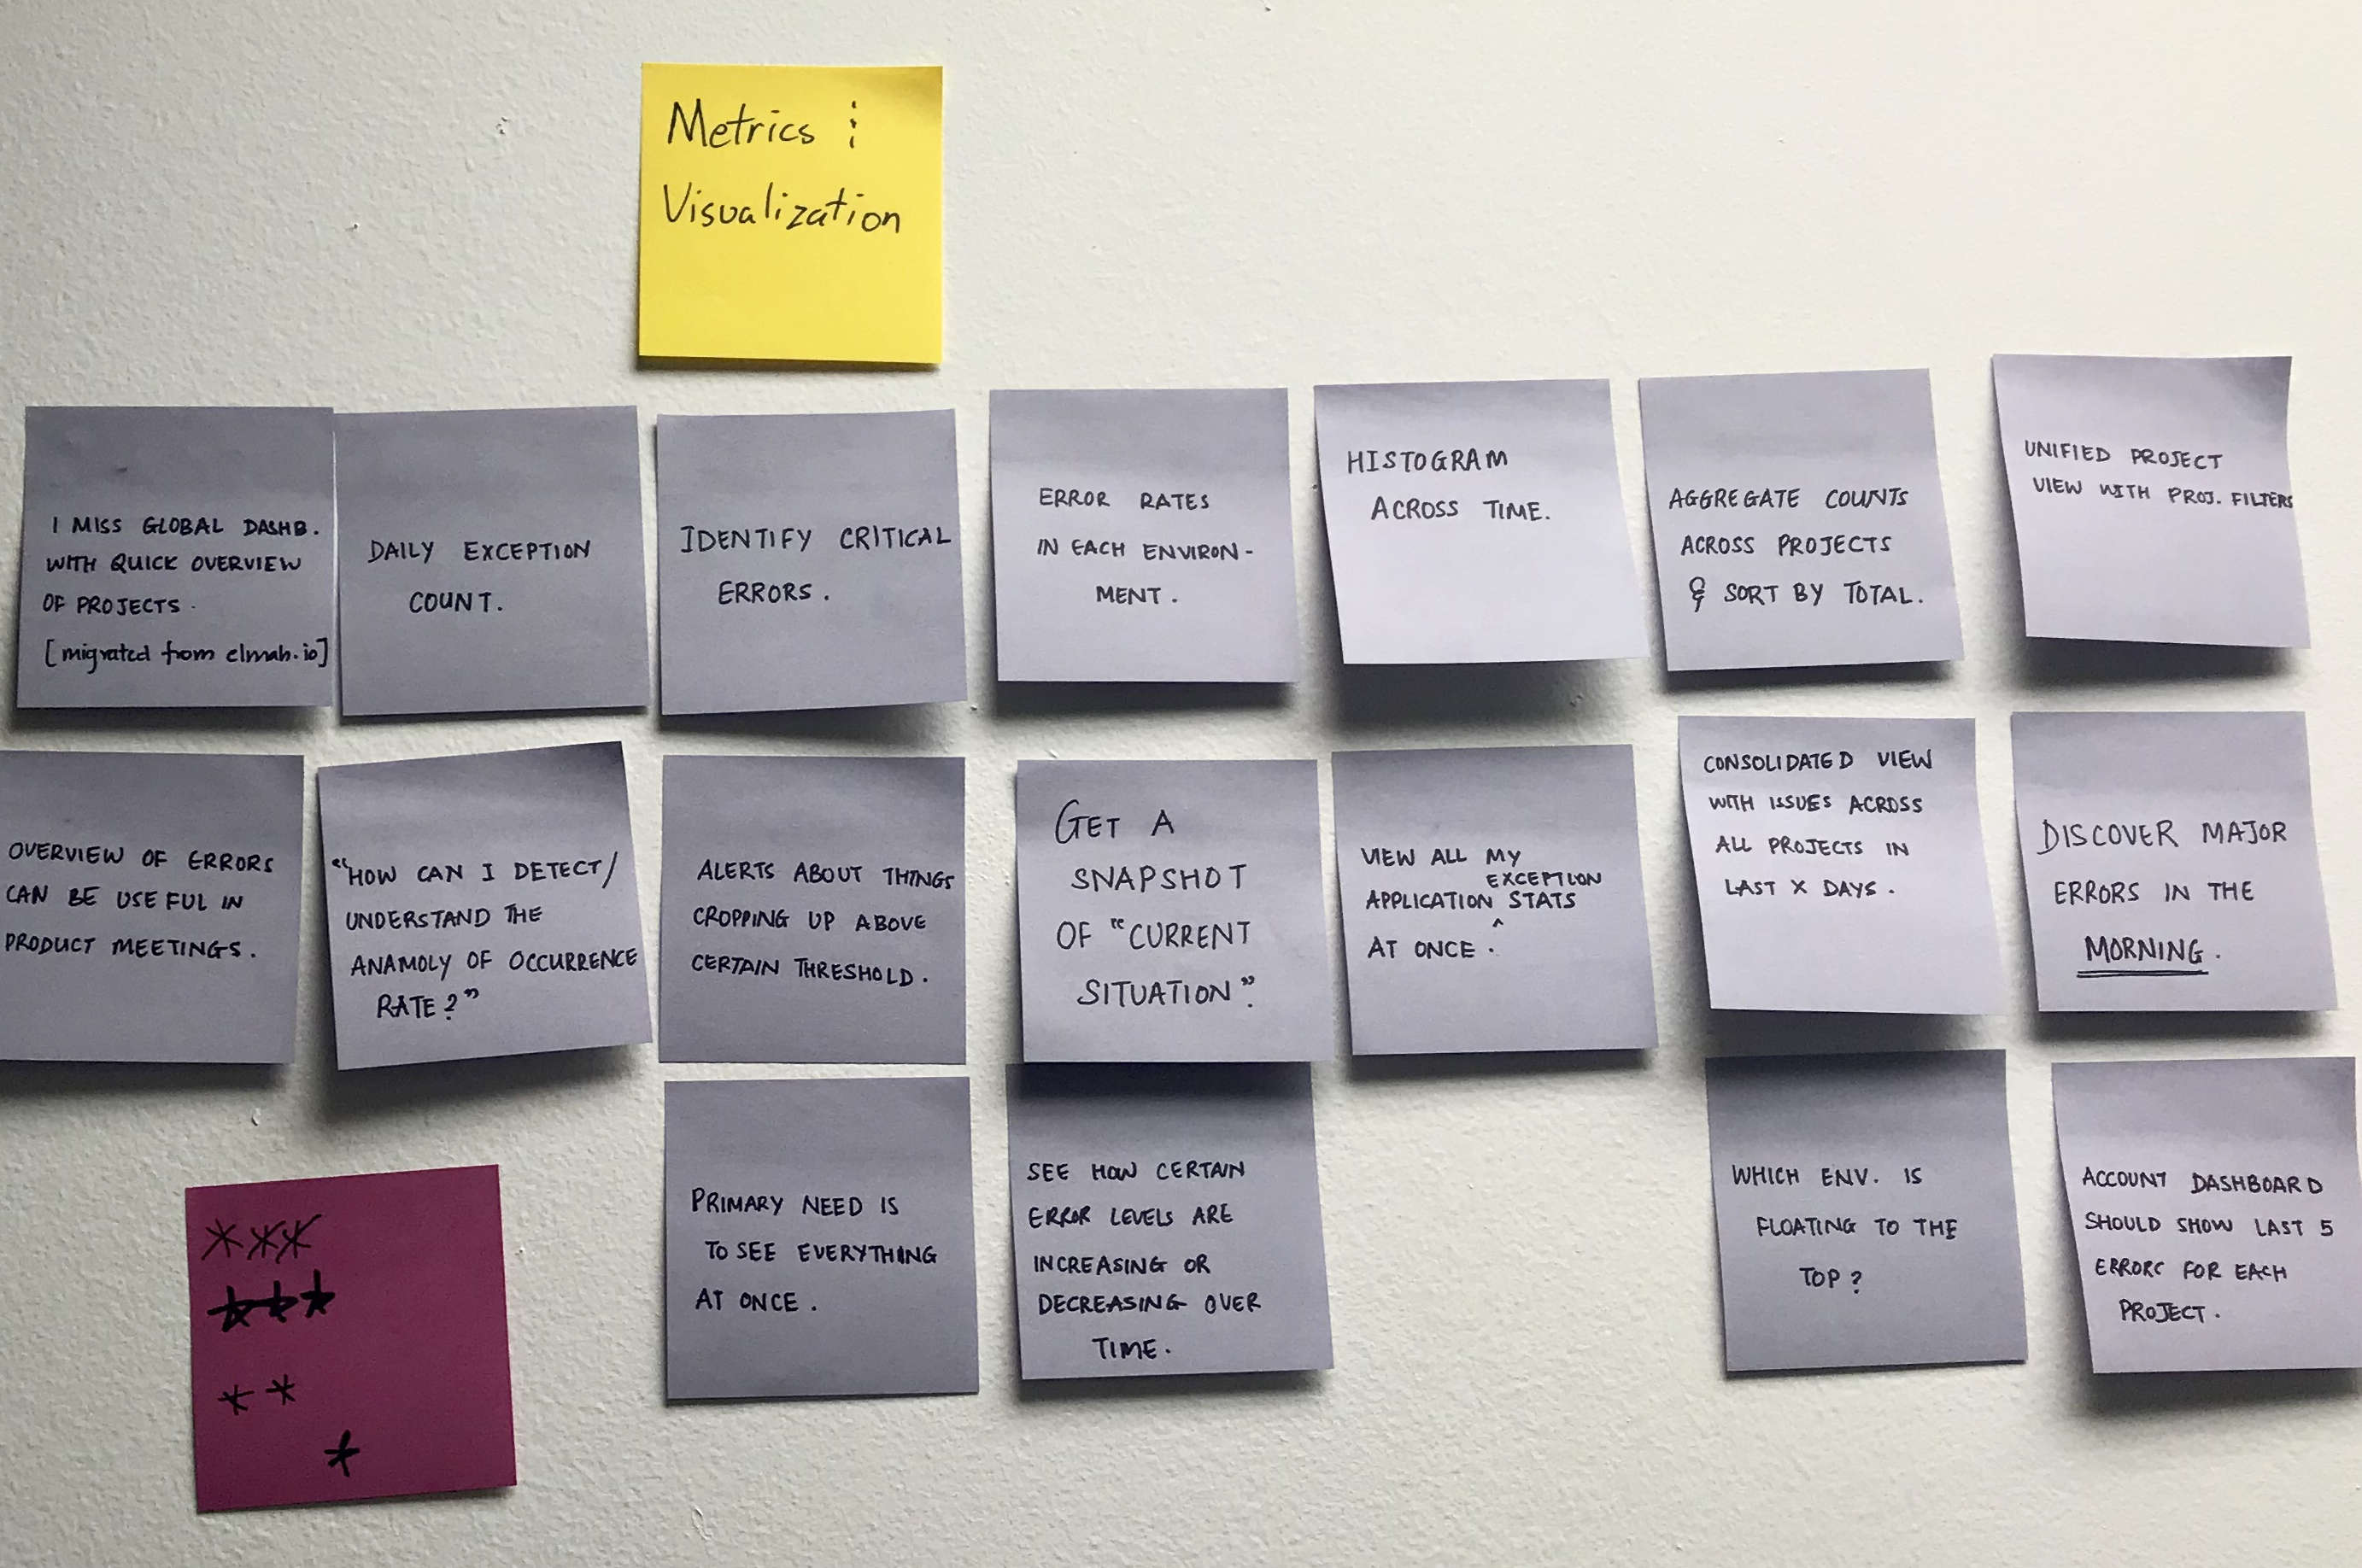 Metrics &
Visualization
I MISS GLOBAL DASHB.
WITH QUICK OVERVIEW
OF PROJECTS.
[migrated from elmah.io]
DAILY EXCEPTION
COUNT.
IDENTIFY CRITICAL
ERRORS.
ERROR RATES
IN EACH ENVIRON-
MENT.
HISTOGRAM
ACROSS TIME.
AGGREGATE COUNTS
ACROSS PROJECTS
& SORT BY TOTAL.
UNIFIED PROJECT
VIEW WITH PROJ. FILTERS
OVERVIEW OF ERRORS
CAN BE USEFUL IN
PRODUCT MEETINGS.
"HOW CAN I DETECT/
UNDERSTAND THE
ANAMOLY OF OCCURRENCE
RATE?"
ALERTS ABOUT THINGS
CROPPING UP ABOVE
CERTAIN THRESHOLD.
GET A
SNAPSHOT
OF "CURRENT
SITUATION".
VIEW ALL MY
EXCEPTION
APPLICATION ^ STATS
AT ONCE.
CONSOLIDATED VIEW
WITH ISSUES ACROSS
ALL PROJECTS IN
LAST X DAYS.
DISCOVER MAJOR
ERRORS IN THE
MORNING.
PRIMARY NEED IS
TO SEE EVERYTHING
AT ONCE.
SEE HOW CERTAIN
ERROR LEVELS ARE
INCREASING OR
DECREASING OVER
TIME.
WHICH ENV. IS
FLOATING TO THE
TOP?
ACCOUNT DASHBOARD
SHOULD SHOW LAST 5
ERRORS FOR EACH
PROJECT.